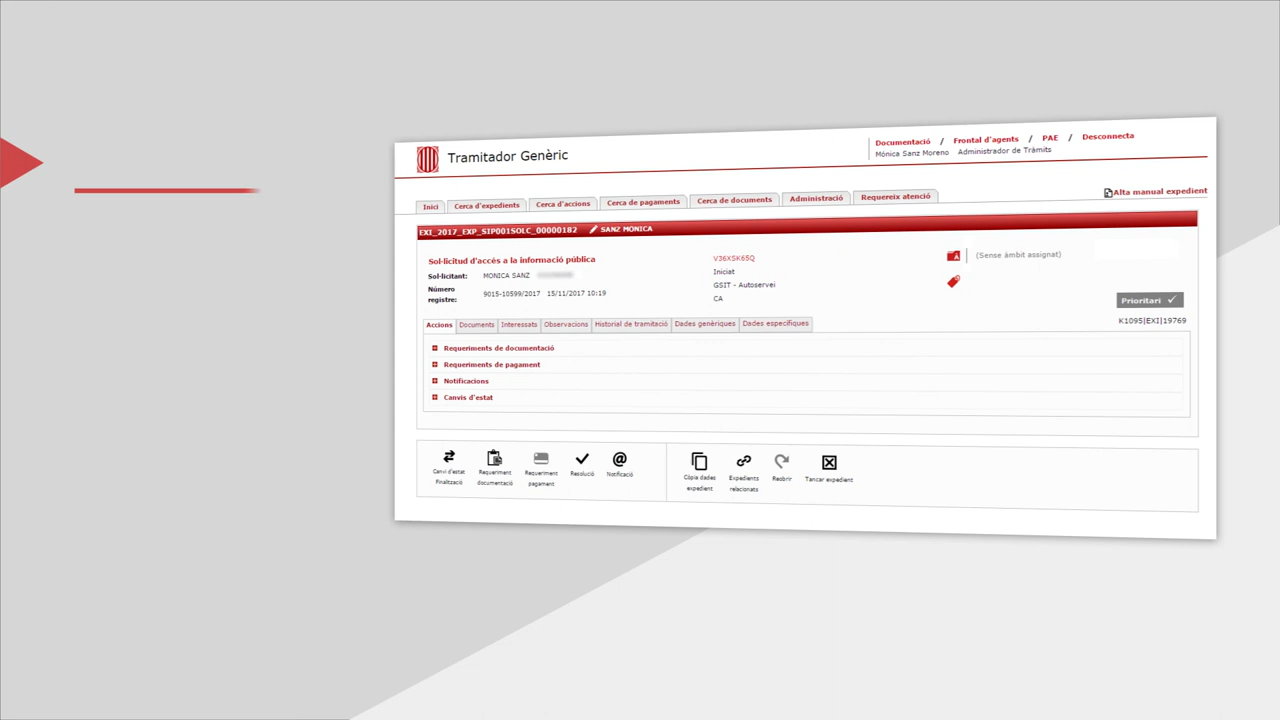 Tramitador Genèric
Documentació / Frontal d'agents / PAE / Desconnecta
Mònica Sanz Moreno Administrador de Tràmits
Inici Cerca d'expedients Cerca d'accions Cerca de pagaments Cerca de documents Administració Requereix atenció
Alta manual expedient
EXI_2017_EXP_SIP001SOLC_00000182 SANZ MONICA
Sol·licitud d'accés a la informació pública
Sol·licitant: MONICA SANZ
Número registre: 9015-10599/2017 15/11/2017 10:19
V36XSK65Q
Iniciat
GSIT - Autoservei
CA
(Sense àmbit assignat)
Prioritari
K1095|EXI|19769
Accions Documents Interessats Observacions Historial de tramitació Dades genèriques Dades específiques
Requeriments de documentació
Requeriments de pagament
Notificacions
Canvis d'estat
Canvi d'estat finalització
Requeriment documentació
Requeriment pagament
Resolució
Notificació
Còpia dades expedient
Expedients relacionats
Reobrir
Tancar expedient